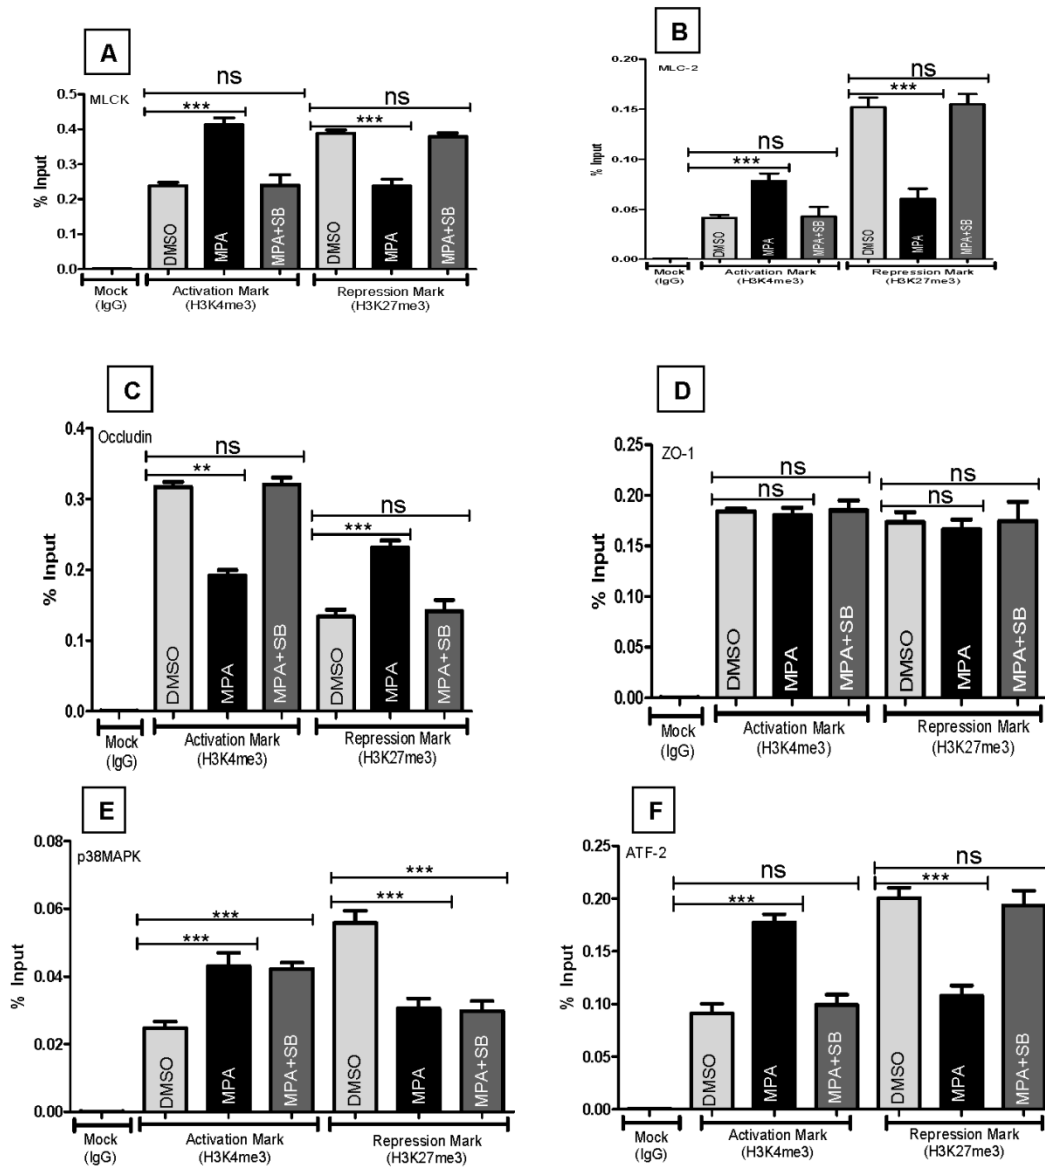 A
MLCK
ns
***
ns
***
0.5
0.4
0.3
0.2
0.1
0.0
% Input
DMSO
MPA
MPA+SB
DMSO
MPA
MPA+SB
Mock
(IgG)
Activation Mark
(H3K4me3)
Repression Mark
(H3K27me3)
B
MLC-2
ns
***
ns
***
0.20
0.15
0.10
0.05
0.00
% Input
DMSO
MPA
MPA+SB
DMSO
MPA
MPA+SB
Mock
(IgG)
Activation Mark
(H3K4me3)
Repression Mark
(H3K27me3)
C
Occludin
ns
**
ns
***
0.4
0.3
0.2
0.1
0.0
% Input
DMSO
MPA
MPA+SB
DMSO
MPA
MPA+SB
Mock
(IgG)
Activation Mark
(H3K4me3)
Repression Mark
(H3K27me3)
D
ZO-1
ns
ns
ns
ns
0.25
0.20
0.15
0.10
0.05
0.00
% Input
DMSO
MPA
MPA+SB
DMSO
MPA
MPA+SB
Mock
(IgG)
Activation Mark
(H3K4me3)
Repression Mark
(H3K27me3)
E
p38MAPK
***
***
***
***
0.08
0.06
0.04
0.02
0.00
% Input
DMSO
MPA
MPA+SB
DMSO
MPA
MPA+SB
Mock
(IgG)
Activation Mark
(H3K4me3)
Repression Mark
(H3K27me3)
F
ATF-2
ns
***
ns
***
0.25
0.20
0.15
0.10
0.05
0.00
% Input
DMSO
MPA
MPA+SB
DMSO
MPA
MPA+SB
Mock
(IgG)
Activation Mark
(H3K4me3)
Repression Mark
(H3K27me3)